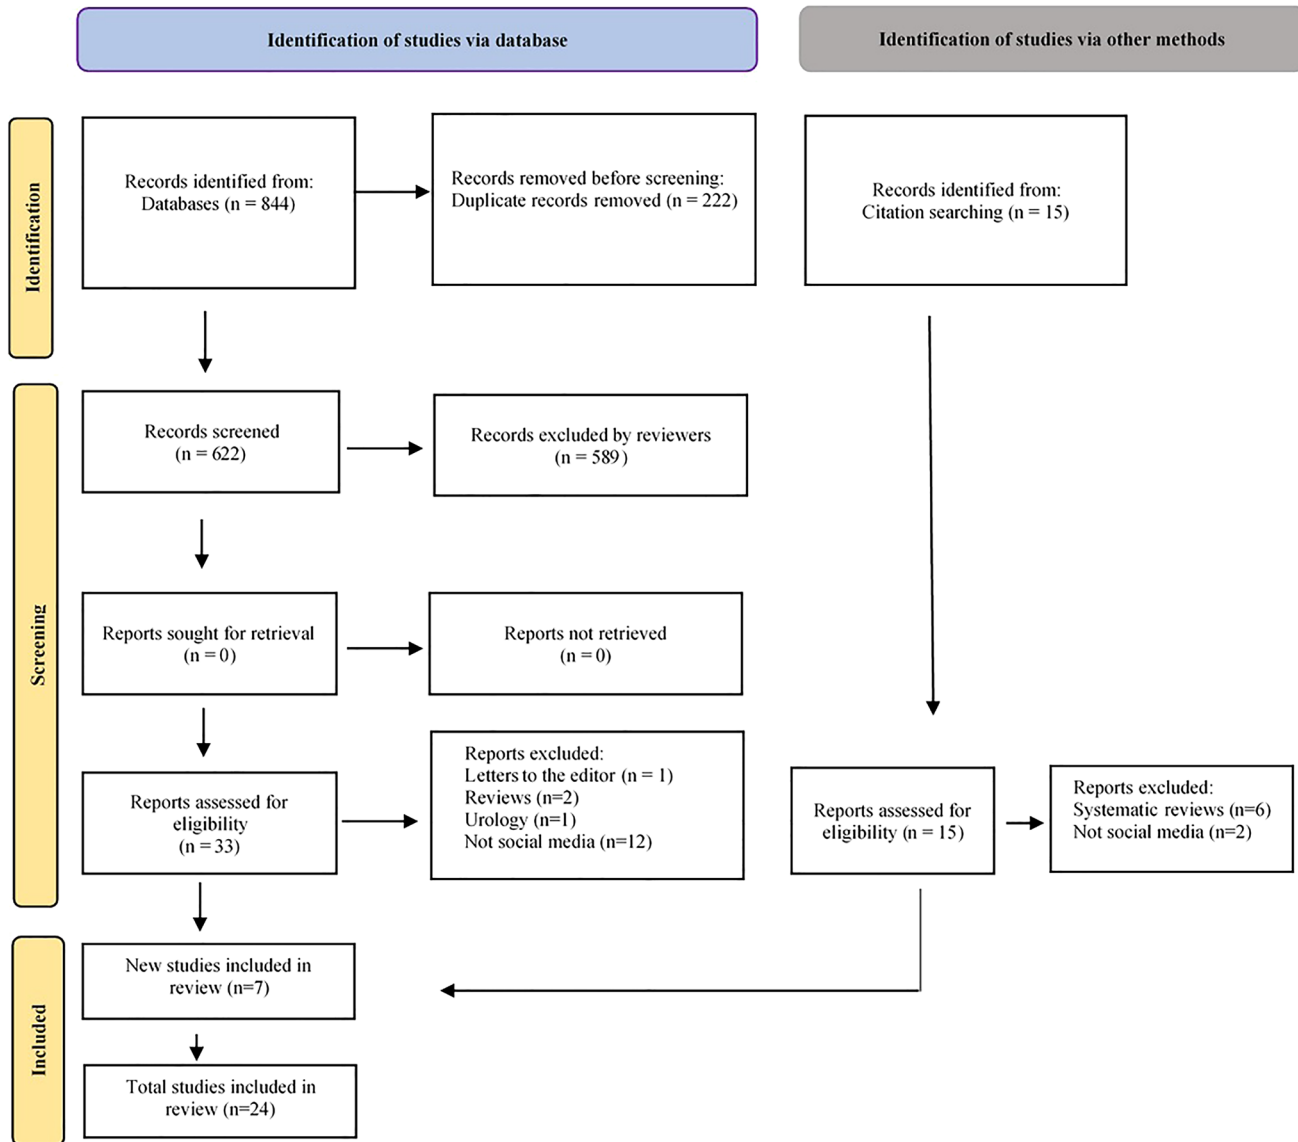 Identification of studies via database
Identification of studies via other methods
Identification
Records identified from:
Databases (n = 844)
Records removed before screening:
Duplicate records removed (n = 222)
Records identified from:
Citation searching (n = 15)
Screening
Records screened
(n = 622)
Records excluded by reviewers
(n = 589)
Reports sought for retrieval
(n = 0)
Reports not retrieved
(n = 0)
Reports assessed for
eligibility
(n = 33)
Reports excluded:
Letters to the editor (n = 1)
Reviews (n=2)
Urology (n=1)
Not social media (n=12)
Reports assessed for
eligibility (n = 15)
Reports excluded:
Systematic reviews (n=6)
Not social media (n=2)
Included
New studies included in
review (n=7)
Total studies included in
review (n=24)